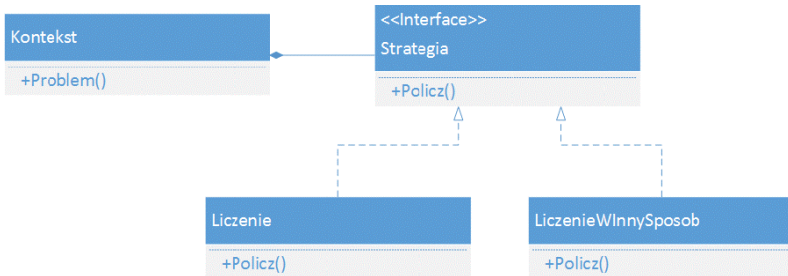 Kontekst
+Problem()
<<Interface>>
Strategia
+Policz()
Liczenie
+Policz()
LiczenieWInnySposob
+Policz()